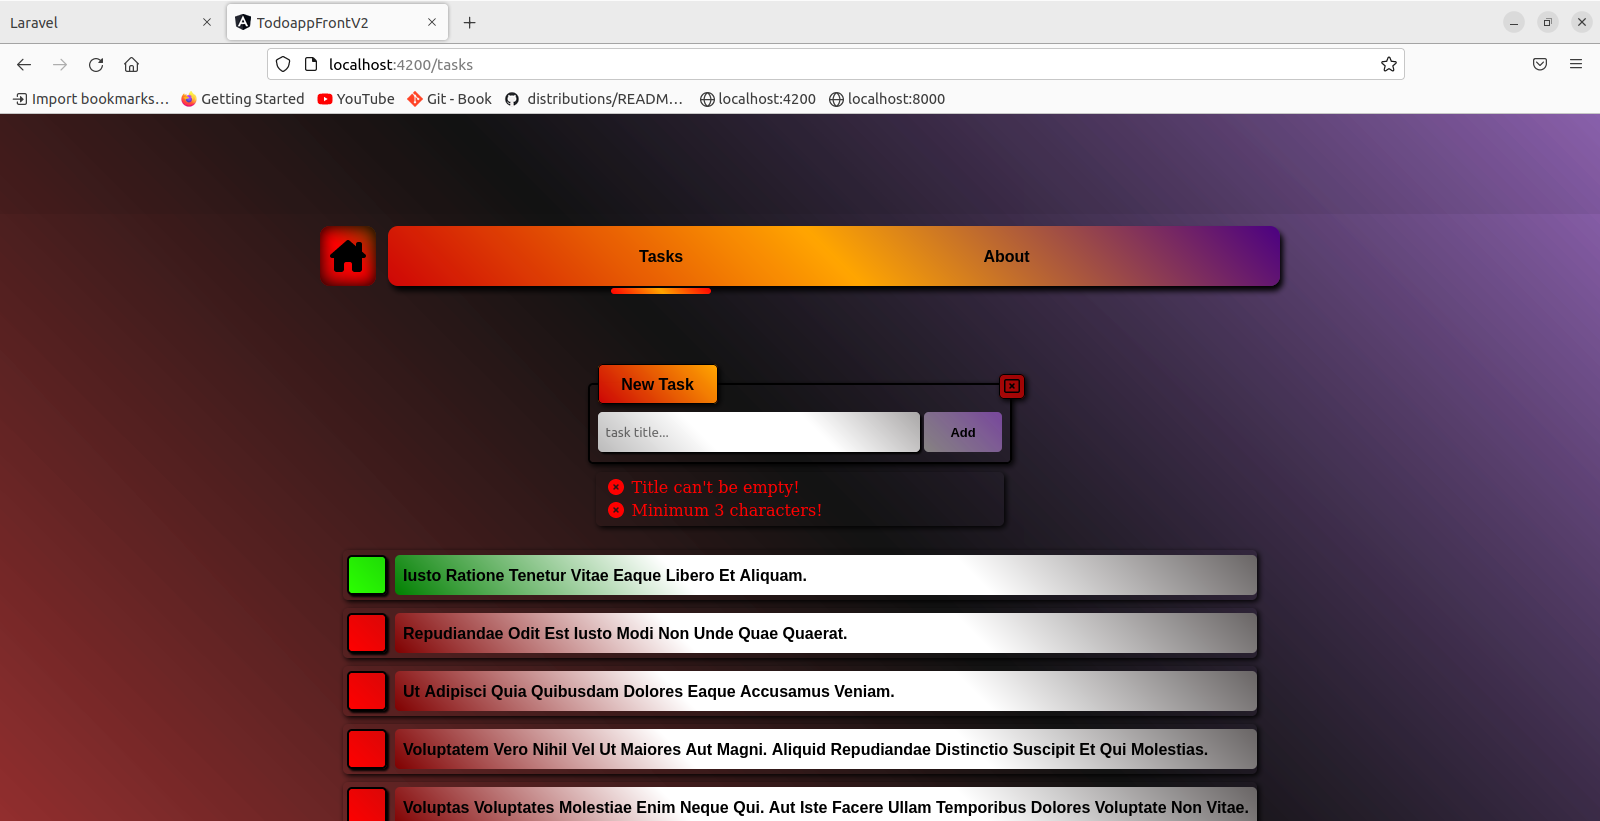 Laravel
TodoappFrontV2
localhost:4200/tasks
Import bookmarks…
Getting Started
YouTube
Git - Book
distributions/READM…
localhost:4200
localhost:8000
Tasks
About
New Task
task title...
Add
Title can't be empty!
Minimum 3 characters!
Iusto Ratione Tenetur Vitae Eaque Libero Et Aliquam.
Repudiandae Odit Est Iusto Modi Non Unde Quae Quaerat.
Ut Adipisci Quia Quibusdam Dolores Eaque Accusamus Veniam.
Voluptatem Vero Nihil Vel Ut Maiores Aut Magni. Aliquid Repudiandae Distinctio Suscipit Et Qui Molestias.
Voluptas Voluptates Molestiae Enim Neque Qui. Aut Iste Facere Ullam Temporibus Dolores Voluptate Non Vitae.